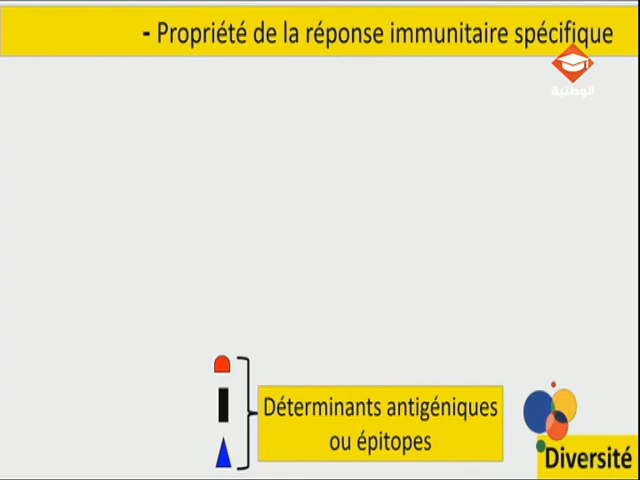 - Propriété de la réponse immunitaire spécifique
الوطنية
Déterminants antigéniques
ou épitopes
Diversité